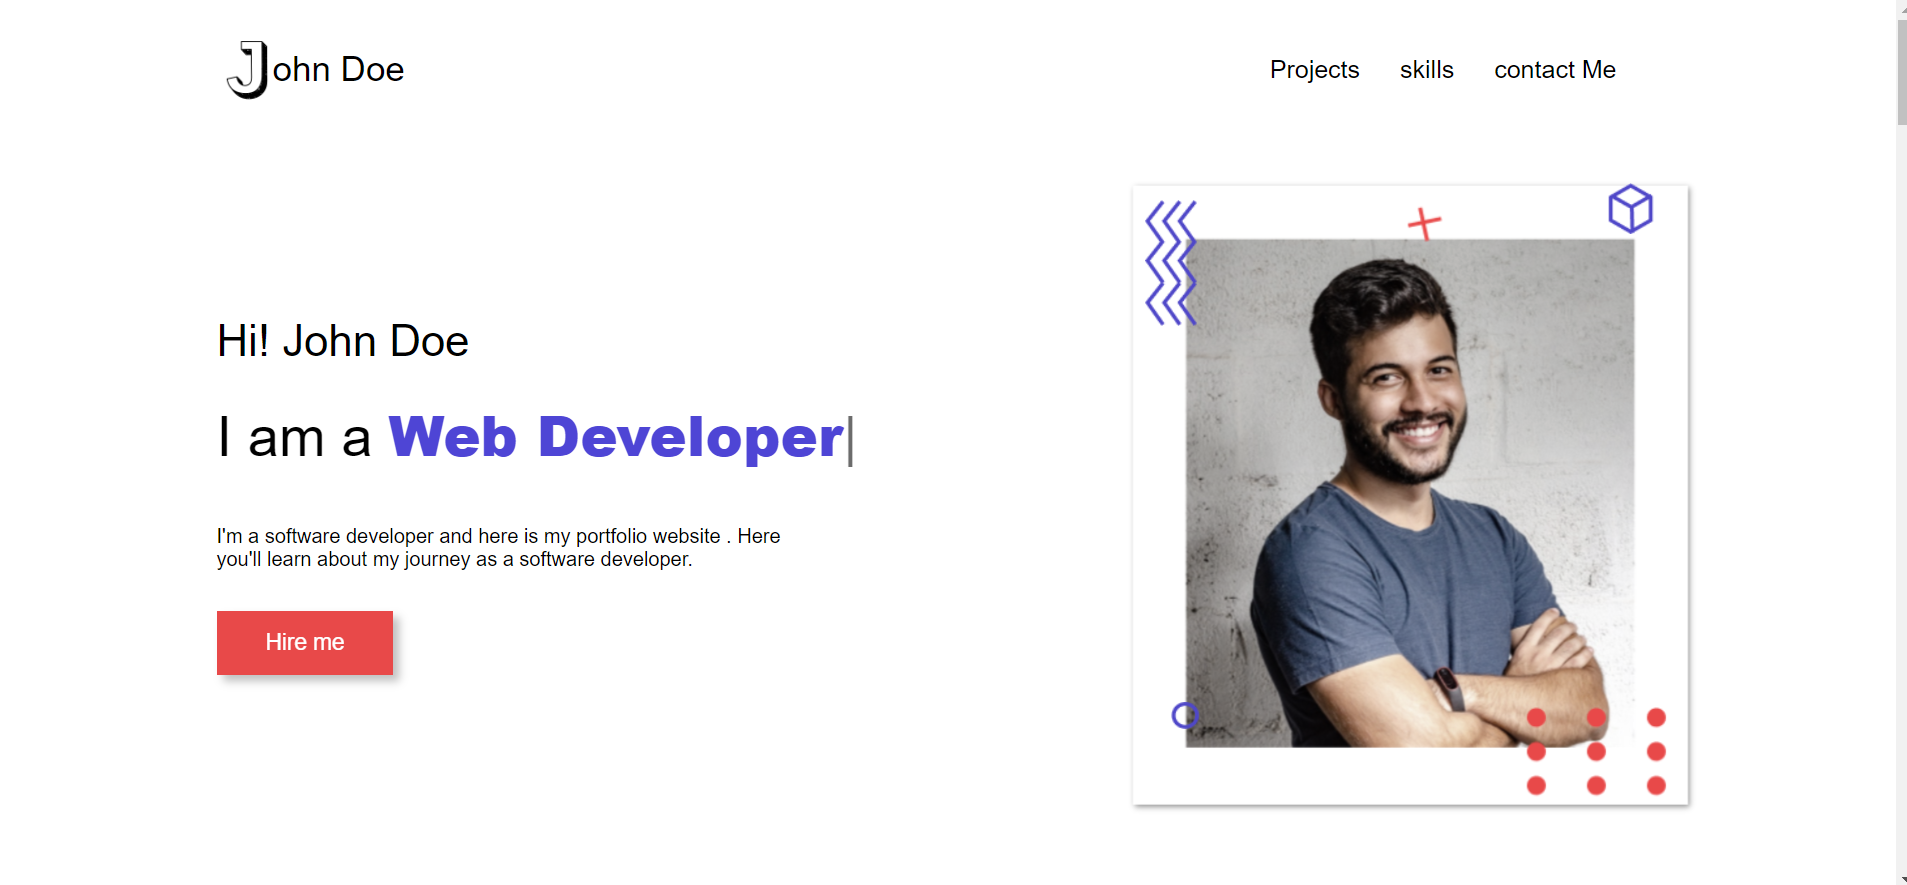 John Doe
Projects skills contact Me
Hi! John Doe
I am a Web Developer|
I'm a software developer and here is my portfolio website . Here
you'll learn about my journey as a software developer.
Hire me